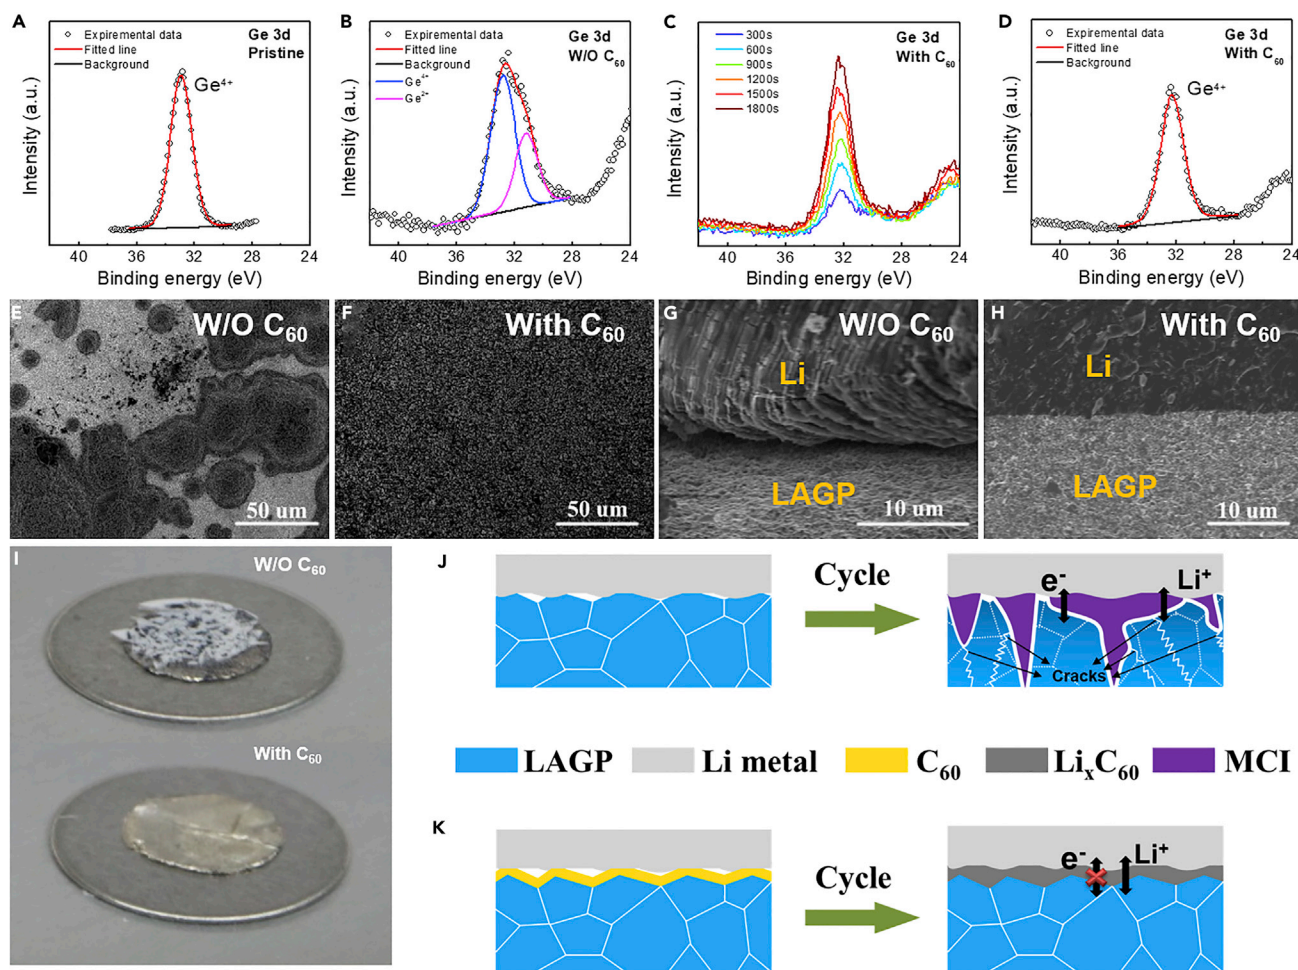 A
Ge 3d
Pristine
Expiremental data
Fitted line
Background
Ge⁴⁺
Intensity (a.u.)
40 36 32 28 24
Binding energy (eV)
B
Ge 3d
W/O C₆₀
Expiremental data
Fitted line
Background
Ge⁴⁺
Ge²⁺
Intensity (a.u.)
40 36 32 28 24
Binding energy (eV)
C
Ge 3d
With C₆₀
300s
600s
900s
1200s
1500s
1800s
Intensity (a.u.)
40 36 32 28 24
Binding energy (eV)
D
Ge 3d
With C₆₀
Expiremental data
Fitted line
Background
Ge⁴⁺
Intensity (a.u.)
40 36 32 28 24
Binding energy (eV)
E
W/O C₆₀
50 um
F
With C₆₀
50 um
G
W/O C₆₀
Li
LAGP
10 um
H
With C₆₀
Li
LAGP
10 um
I
W/O C₆₀
With C₆₀
J
Cycle
e⁻
Li⁺
Cracks
LAGP
Li metal
C₆₀
LiₓC₆₀
MCI
K
Cycle
e⁻
Li⁺